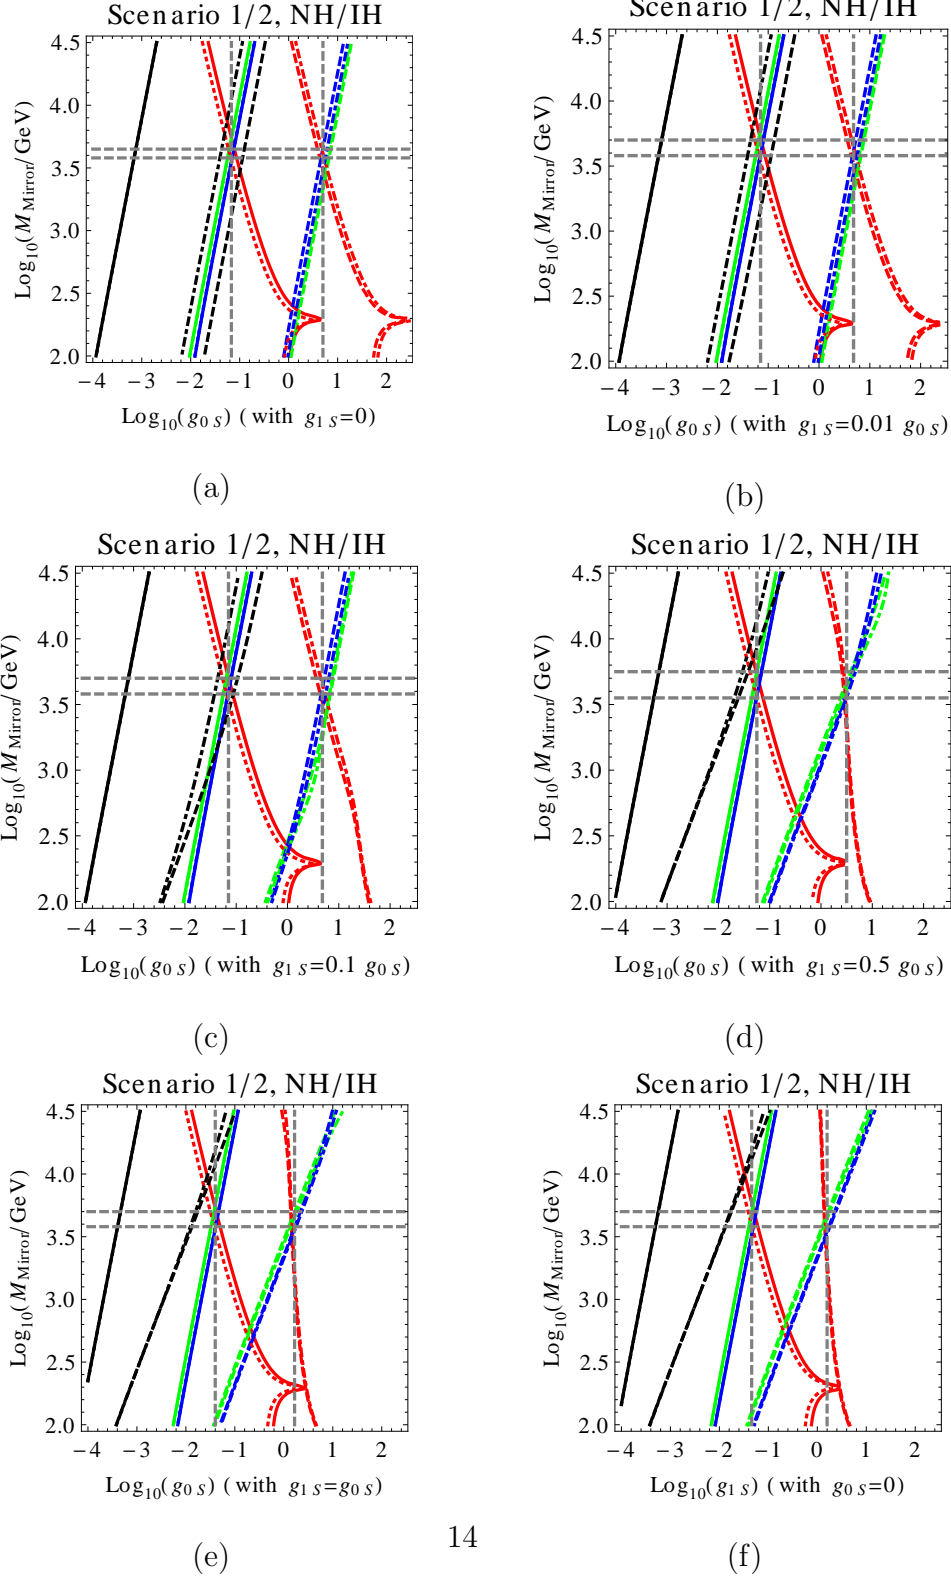 Scenario 1/2, NH/IH
Scenario 1/2, NH/IH
4.5
4.0
3.5
3.0
2.5
2.0
Log10(MMirror/GeV)
−4 −3 −2 −1 0 1 2
Log10(g0 S) (with g1 S=0)
(a)
4.5
4.0
3.5
3.0
2.5
2.0
Log10(MMirror/GeV)
−4 −3 −2 −1 0 1 2
Log10(g0 S) (with g1 S=0.01 g0 S)
(b)
Scenario 1/2, NH/IH
4.5
4.0
3.5
3.0
2.5
2.0
Log10(MMirror/GeV)
−4 −3 −2 −1 0 1 2
Log10(g0 S) (with g1 S=0.1 g0 S)
(c)
Scenario 1/2, NH/IH
4.5
4.0
3.5
3.0
2.5
2.0
Log10(MMirror/GeV)
−4 −3 −2 −1 0 1 2
Log10(g0 S) (with g1 S=0.5 g0 S)
(d)
Scenario 1/2, NH/IH
4.5
4.0
3.5
3.0
2.5
2.0
Log10(MMirror/GeV)
−4 −3 −2 −1 0 1 2
Log10(g0 S) (with g1 S=g0 S)
(e)
Scenario 1/2, NH/IH
4.5
4.0
3.5
3.0
2.5
2.0
Log10(MMirror/GeV)
−4 −3 −2 −1 0 1 2
Log10(g1 S) (with g0 S=0)
(f)
14